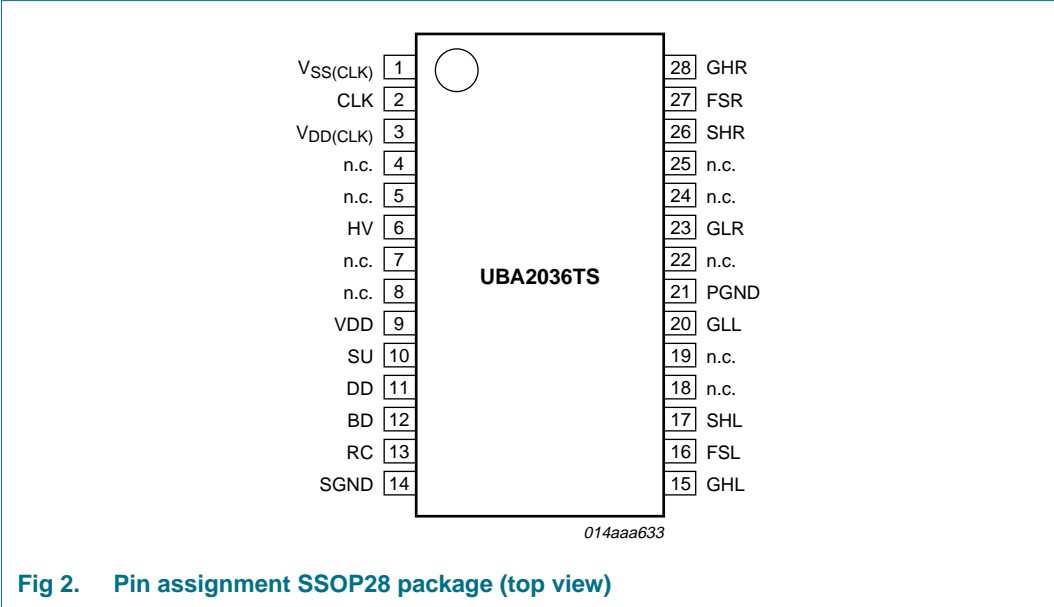 VSS(CLK) 1 28 GHR
CLK 2 27 FSR
VDD(CLK) 3 26 SHR
n.c. 4 25 n.c.
n.c. 5 24 n.c.
HV 6 23 GLR
n.c. 7 22 n.c.
UBA2036TS
n.c. 8 21 PGND
VDD 9 20 GLL
SU 10 19 n.c.
DD 11 18 n.c.
BD 12 17 SHL
RC 13 16 FSL
SGND 14 15 GHL
014aaa633
Fig 2. Pin assignment SSOP28 package (top view)